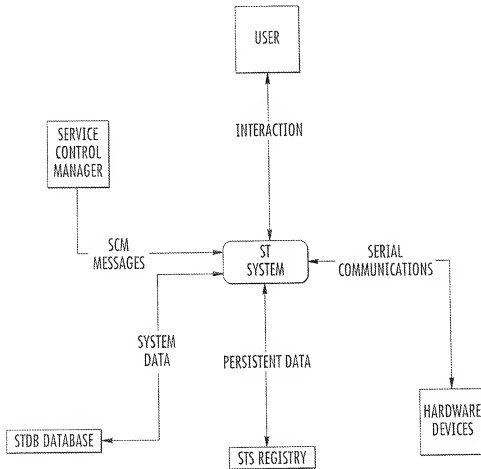 USER
INTERACTION
SERVICE
CONTROL
MANAGER
SCM
MESSAGES
ST
SYSTEM
SERIAL
COMMUNICATIONS
SYSTEM
DATA
PERSISTENT DATA
HARDWARE
DEVICES
STDB DATABASE
STS REGISTRY